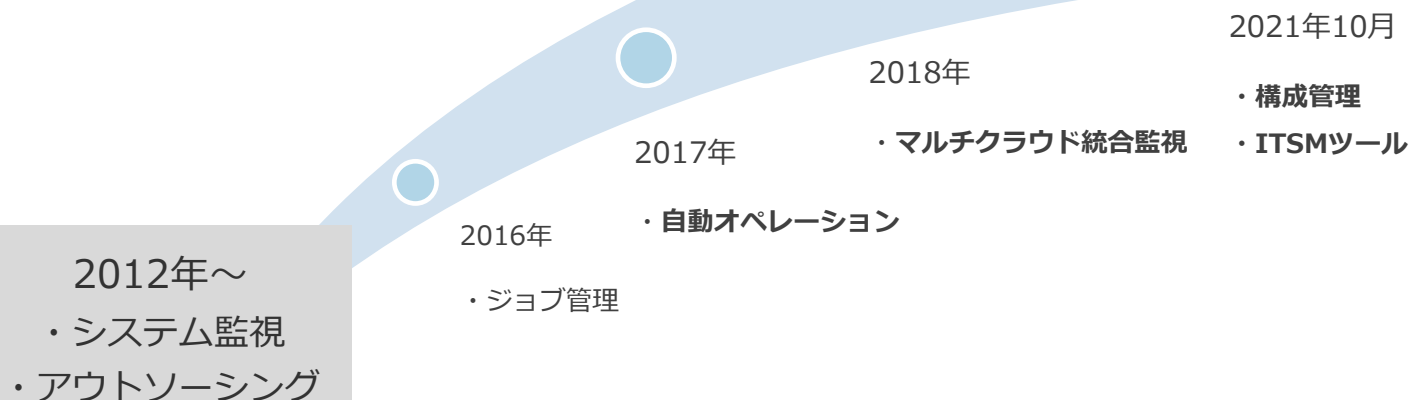 2012年～
・システム監視
・アウトソーシング
2016年
・ジョブ管理
2017年
・自動オペレーション
2018年
・マルチクラウド統合監視
2021年10月
・構成管理
・ITSMツール